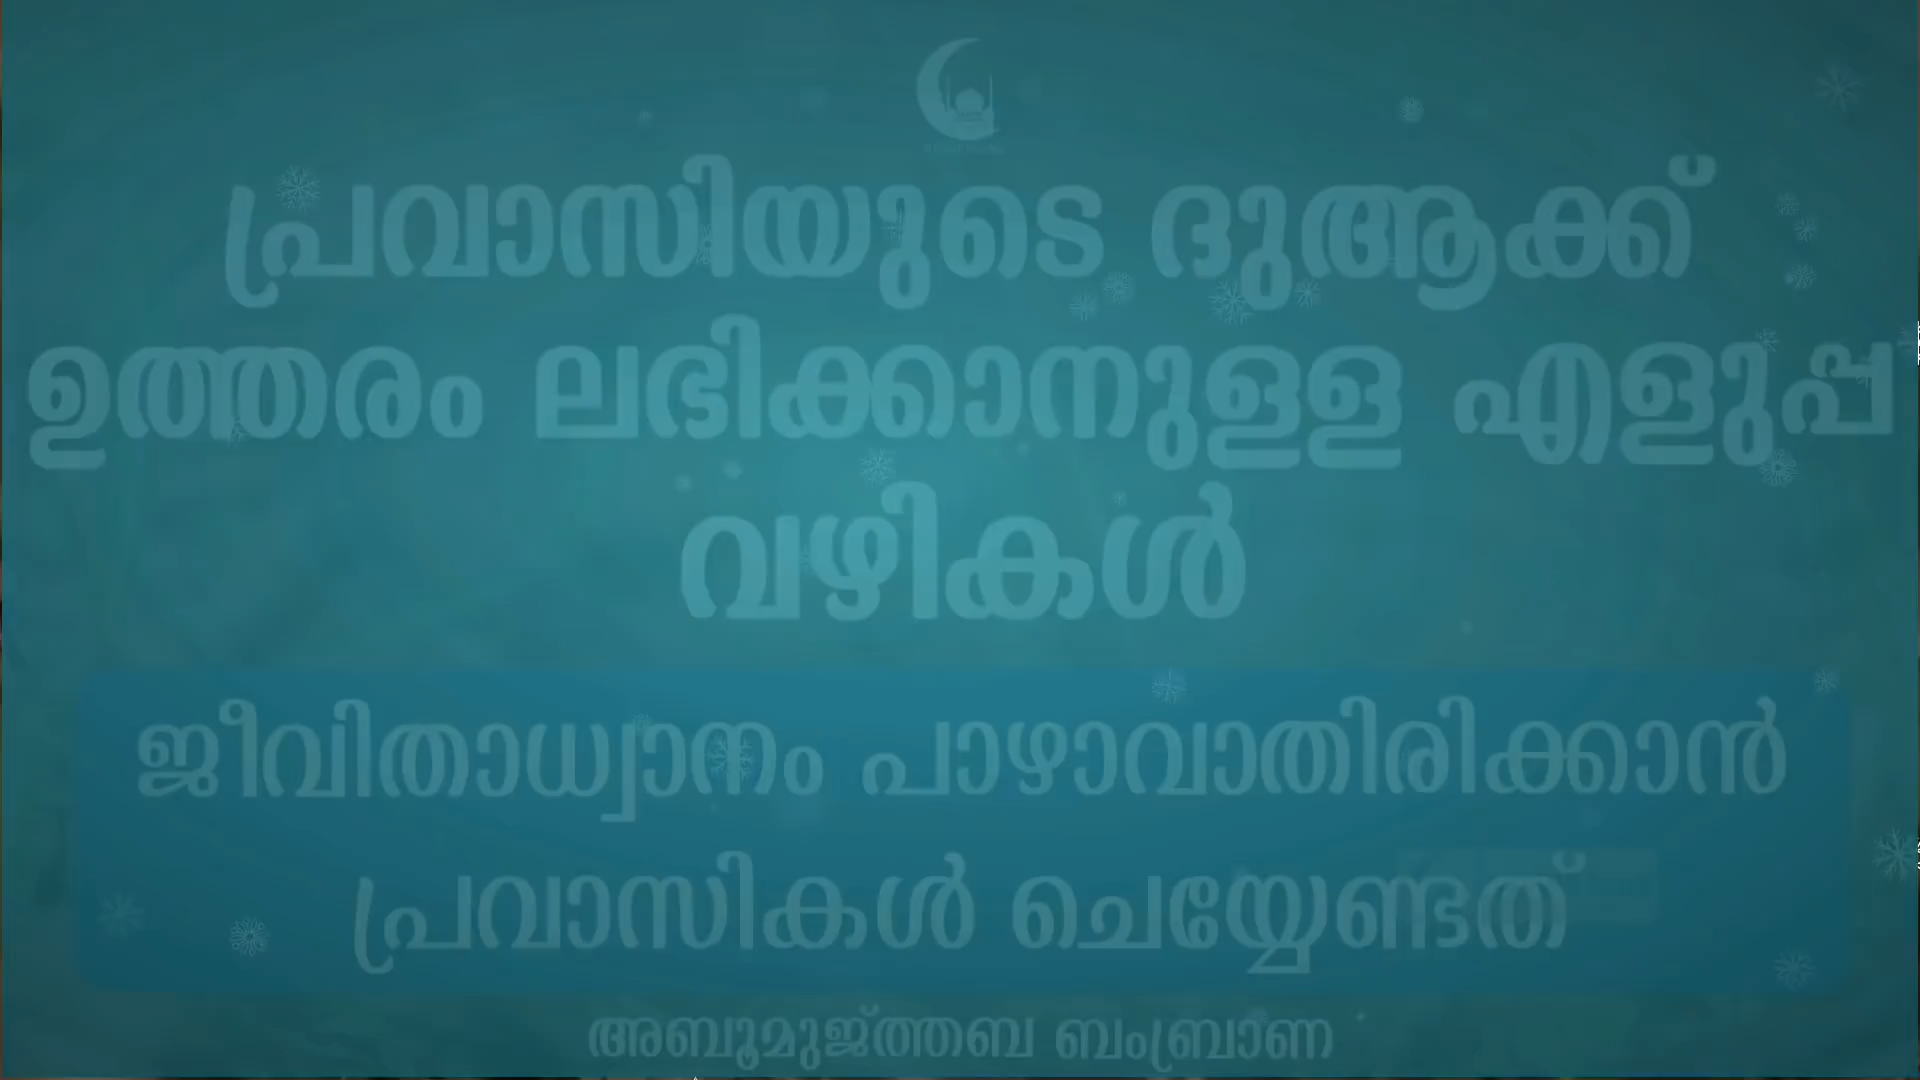 പ്രവാസിയുടെ ദുആക്ക്
ഉത്തരം ലഭിക്കാനുള്ള എളുപ്പ
വഴികൾ
ജീവിതാധ്വാനം പാഴാവാതിരിക്കാൻ
പ്രവാസികൾ ചെയ്യേണ്ടത്
അബൂമുജ്ത്തബ ബംബ്രാണ